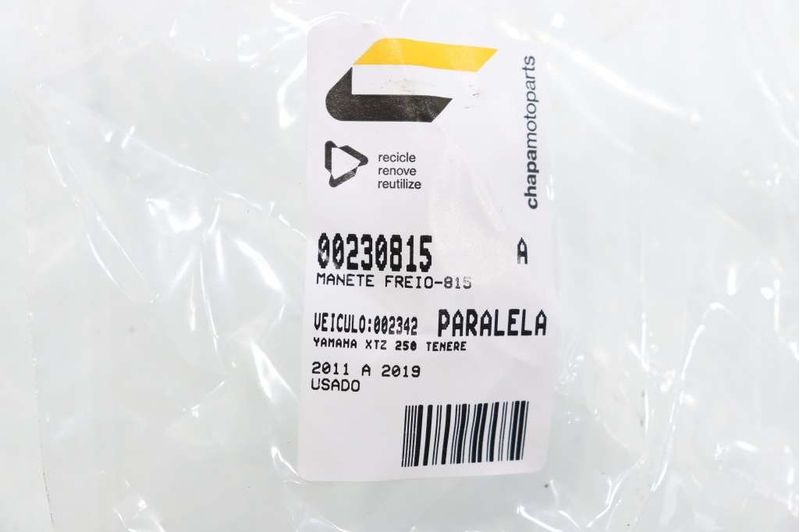 recicle
renove
reutilize
chapamotoparts
00230815 A
MANETE FREIO-815
VEICULO:002342 PARALELA
YAMAHA XTZ 250 TENERE
2011 A 2019
USADO